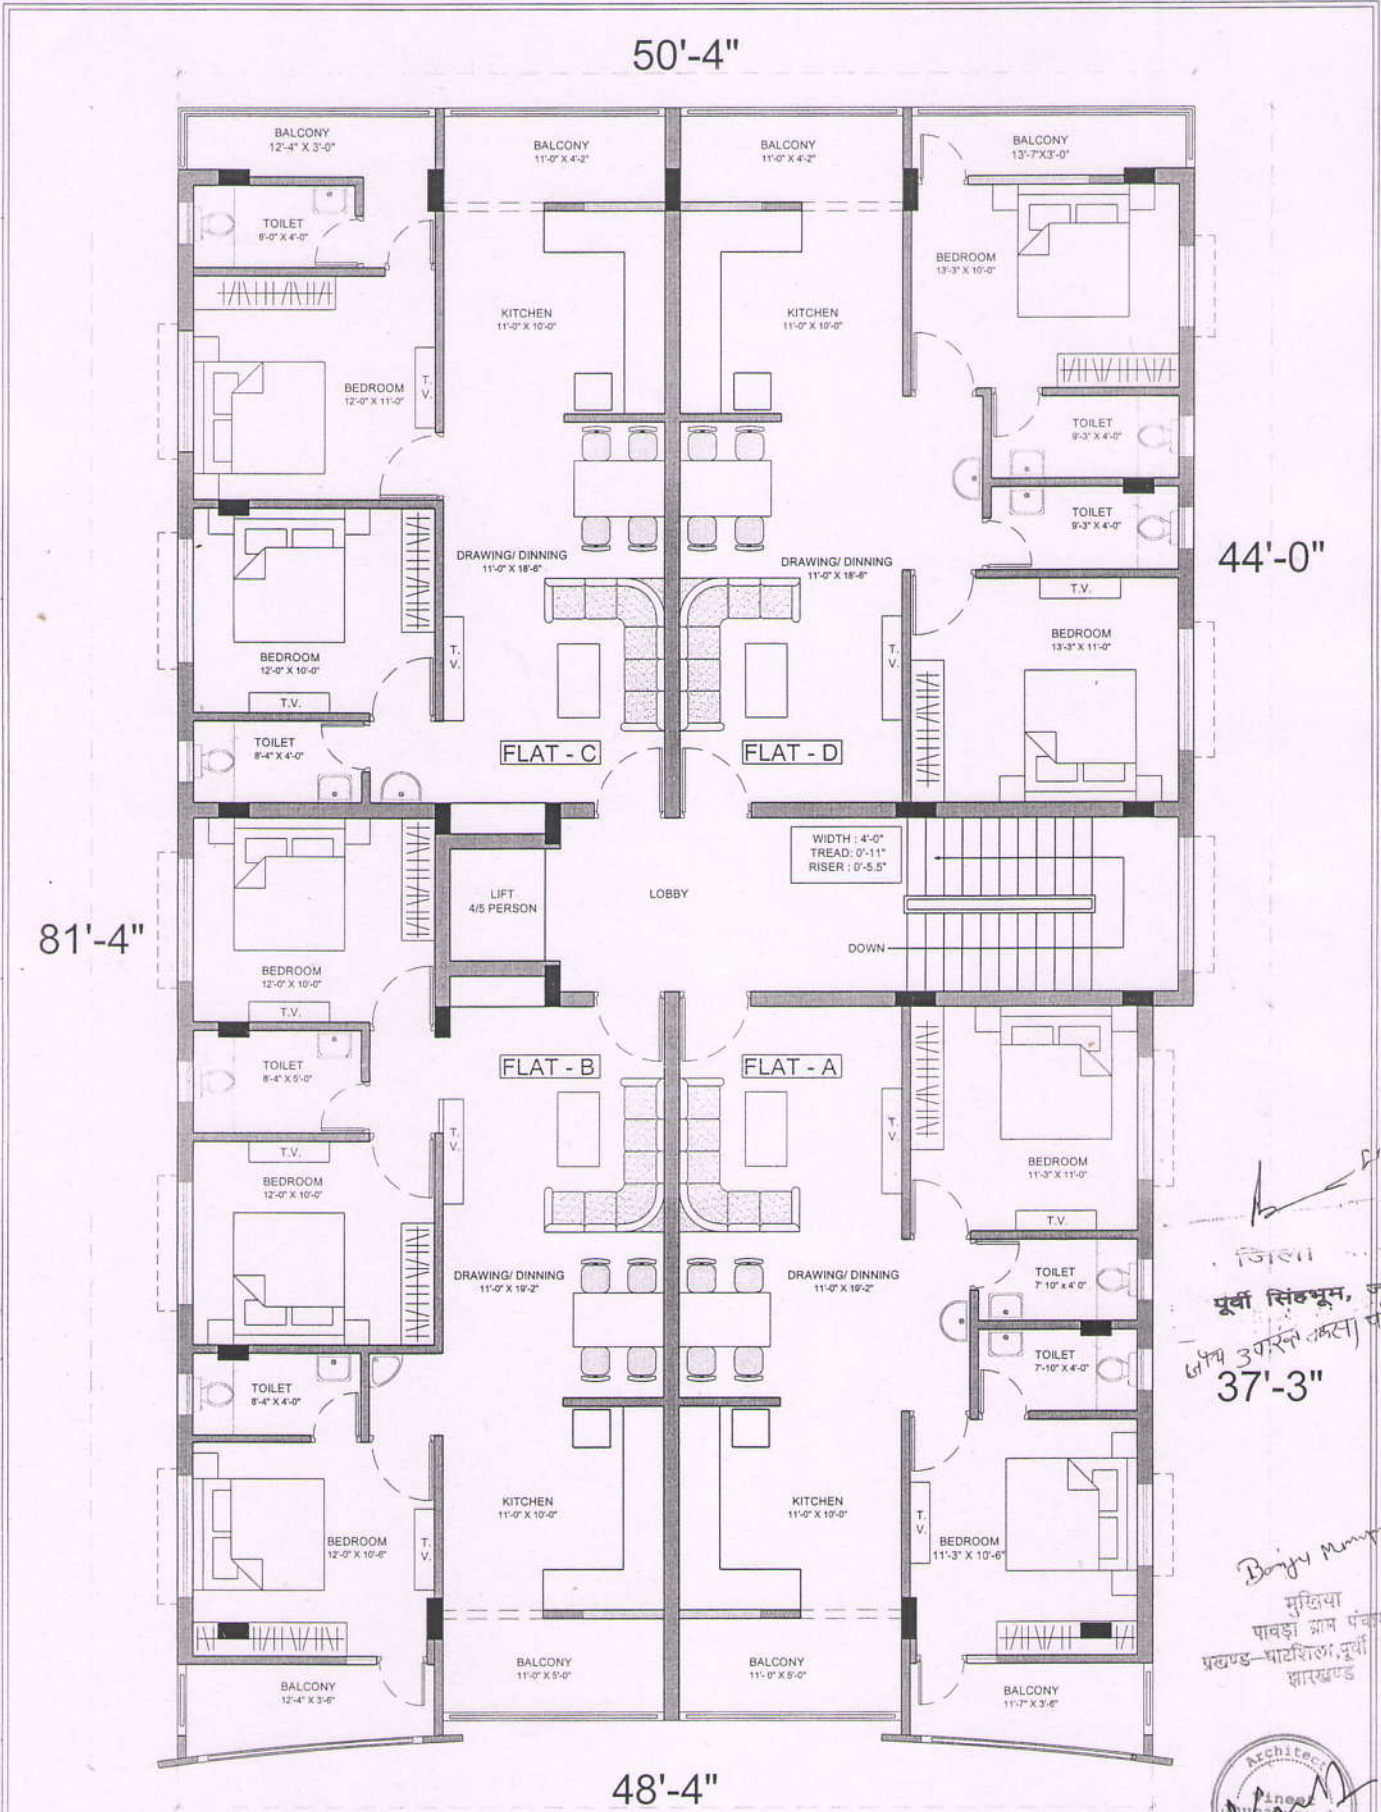 50'-4"
BALCONY
12'-4" X 3'-0"
BALCONY
11'-0" X 4'-2"
BALCONY
11'-0" X 4'-2"
BALCONY
13'-7'X3'-0"
TOILET
8'-0" X 4'-0"
BEDROOM
13'-3" X 10'-0"
KITCHEN
11'-0" X 10'-0"
KITCHEN
11'-0" X 10'-0"
BEDROOM
12'-0" X 11'-0"
T.
V.
TOILET
9'-3" X 4'-0"
TOILET
9'-3" X 4'-0"
DRAWING/ DINNING
11'-0" X 18'-6"
DRAWING/ DINNING
11'-0" X 18'-6"
44'-0"
T.V.
BEDROOM
13'-3" X 11'-0"
BEDROOM
12'-0" X 10'-0"
T.
V.
T.
V.
T.V.
TOILET
8'-4" X 4'-0"
FLAT - C
FLAT - D
WIDTH : 4'-0"
TREAD: 0'-11"
RISER : 0'-5.5"
LIFT
4/5 PERSON
LOBBY
81'-4"
DOWN
BEDROOM
12'-0" X 10'-0"
T.V.
TOILET
8'-4" X 5'-0"
FLAT - B
FLAT - A
T.
V.
T.
V.
T.V.
BEDROOM
12'-0" X 10'-0"
BEDROOM
11'-3" X 11'-0"
T.V.
DRAWING/ DINNING
11'-0" X 19'-2"
DRAWING/ DINNING
11'-0" X 19'-2"
TOILET
7' 10" x 4' 0"
जिला
पूर्वी सिंहभूम,
TOILET
7'-10" X 4'-0"
37'-3"
TOILET
8'-4" X 4'-0"
KITCHEN
11'-0" X 10'-0"
KITCHEN
11'-0" X 10'-0"
BEDROOM
12'-0" X 10'-6"
T.
V.
T.
V.
BEDROOM
11'-3" X 10'-6"
मुखिया
पावड़ा ग्राम
प्रखण्ड-घाटशिला, पूर्वी
झारखण्ड
BALCONY
11'-0" X 5'-0"
BALCONY
11'- 0" X 5'-0"
BALCONY
12'-4" X 3'-6"
BALCONY
11'-7" X 3'-6"
Architect
48'-4"